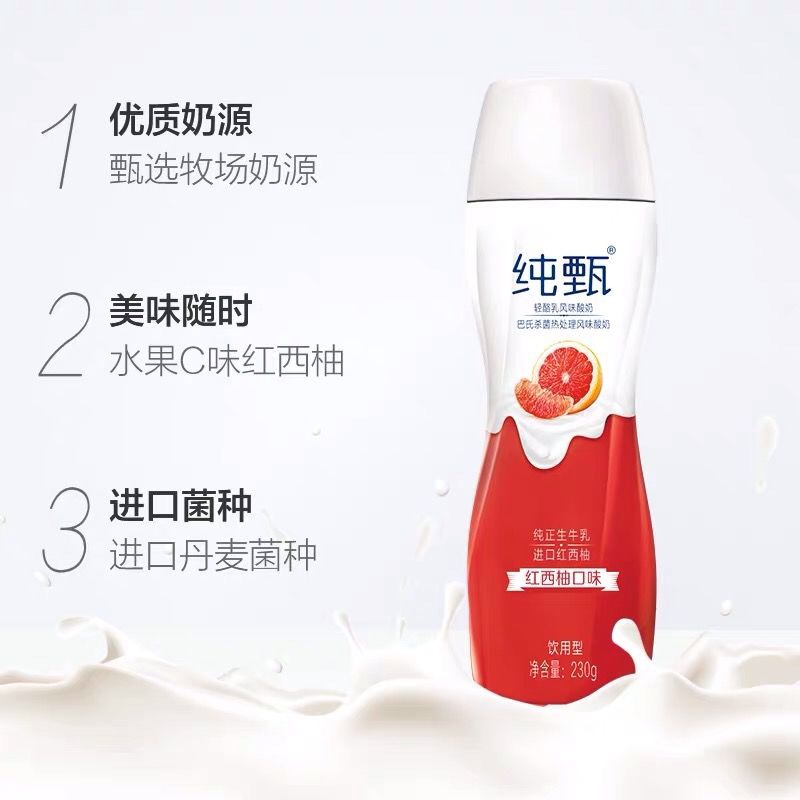 1
优质奶源
甄选牧场奶源
2
美味随时
水果C味红西柚
3
进口菌种
进口丹麦菌种
纯甄®
轻酪乳风味酸奶
巴氏杀菌热处理风味酸奶
纯正生牛乳
进口红西柚
红西柚口味
饮用型
净含量：230g